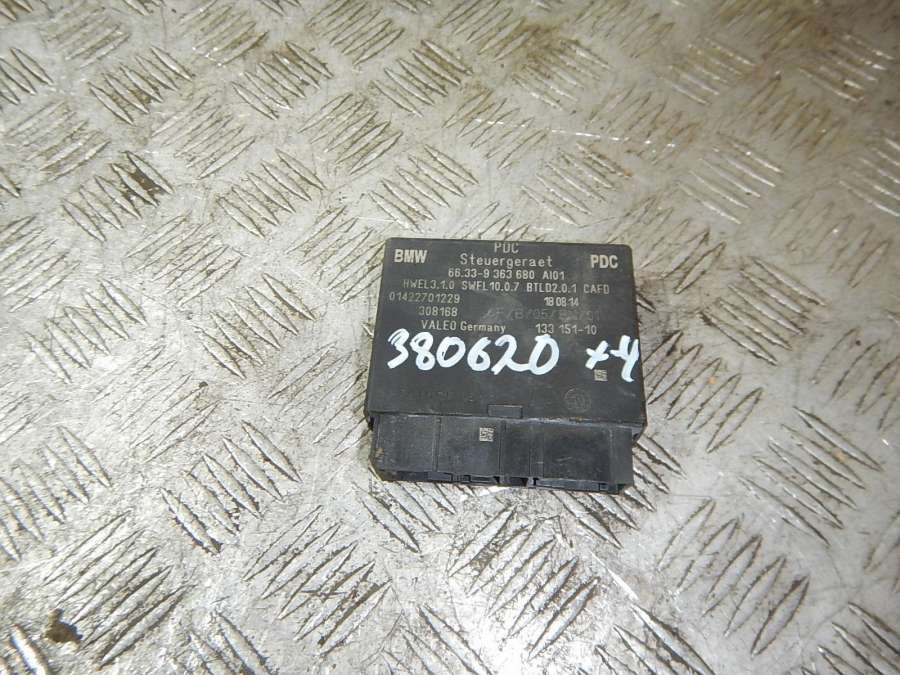 PDC
BMW Steuergeraet PDC
66.33-9 363 680 AI01
HWEL3.1.0 SWFL10.0.7 BTLD2.0.1 CAFD
01422701229 18 08 14
308168
VALEO Germany 133 151-10
380620 x4